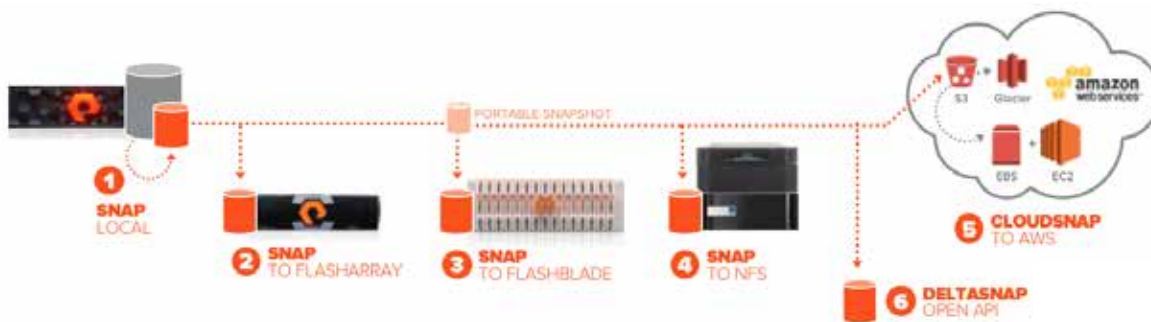 PORTABLE SNAPSHOT
1 SNAP
LOCAL
2 SNAP
TO FLASHARRAY
3 SNAP
TO FLASHBLADE
4 SNAP
TO NFS
S3
Glacier
amazon
webservices
EBS
+
EC2
5 CLOUDSNAP
TO AWS
6 DELTASNAP
OPEN API